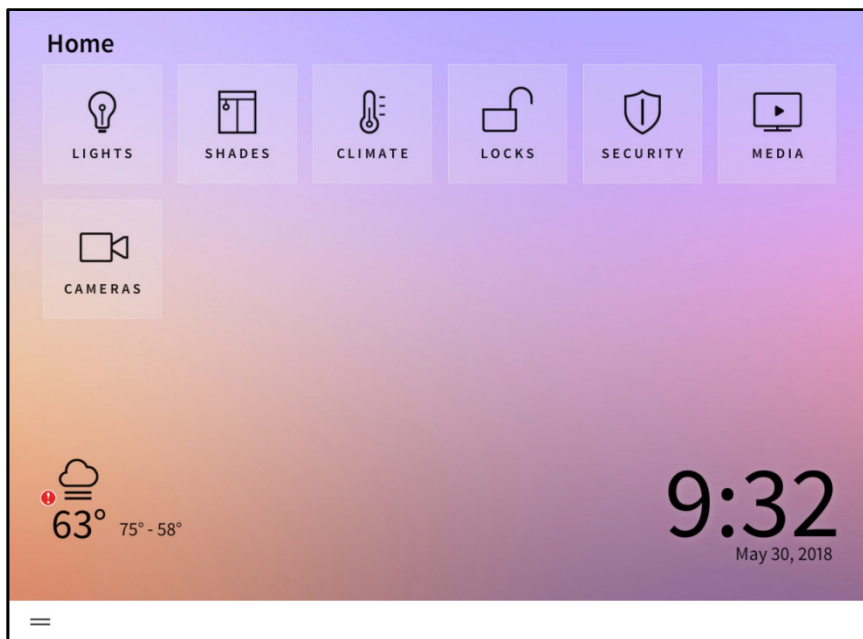 Home
LIGHTS
SHADES
CLIMATE
LOCKS
SECURITY
MEDIA
CAMERAS
63° 75° - 58°
9:32
May 30, 2018